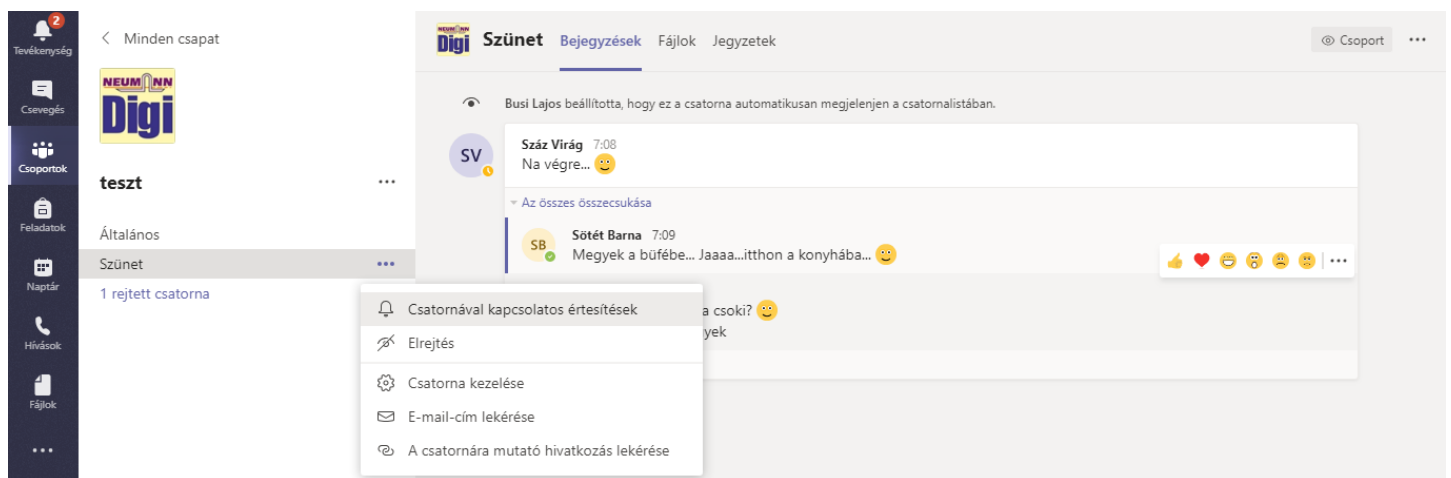 2
Tevékenység
Csevegés
Csoportok
Feladatok
Naptár
Hívások
Fájlok
Minden csapat
NEUMANN
Digi
teszt
Általános
Szünet
1 rejtett csatorna
Csatornával kapcsolatos értesítések
Elrejtés
Csatorna kezelése
E-mail-cím lekérése
A csatornára mutató hivatkozás lekérése
NEUMANN
Digi
Szünet Bejegyzések Fájlok Jegyzetek
Csoport
Busi Lajos beállította, hogy ez a csatorna automatikusan megjelenjen a csatornalistában.
SV
Száz Virág 7:08
Na végre...
Az összes összecsukása
SB
Sötét Barna 7:09
Megyek a büfébe... Jaaaa...itthon a konyhába...
a csoki?
yek